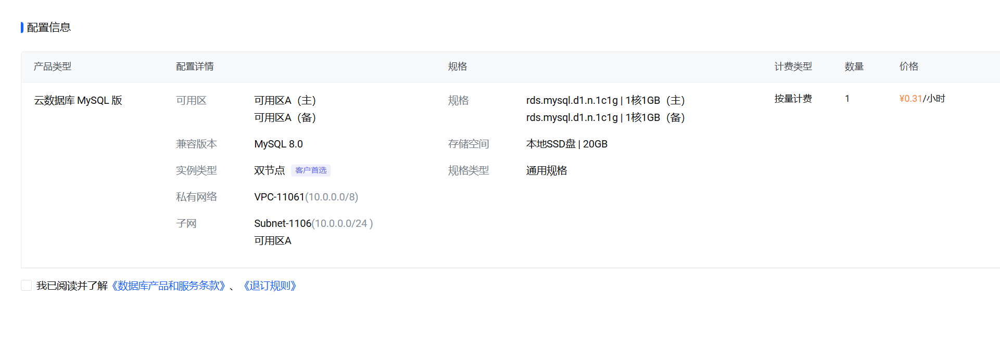 配置信息
产品类型 配置详情 规格 计费类型 数量 价格
云数据库 MySQL 版 可用区 可用区A（主） 规格 rds.mysql.d1.n.1c1g | 1核1GB（主） 按量计费 1 ¥0.31/小时
可用区A（备） rds.mysql.d1.n.1c1g | 1核1GB（备）
兼容版本 MySQL 8.0 存储空间 本地SSD盘 | 20GB
实例类型 双节点 客户首选 规格类型 通用规格
私有网络 VPC-11061(10.0.0.0/8)
子网 Subnet-1106(10.0.0.0/24 )
可用区A
我已阅读并了解《数据库产品和服务条款》、《退订规则》